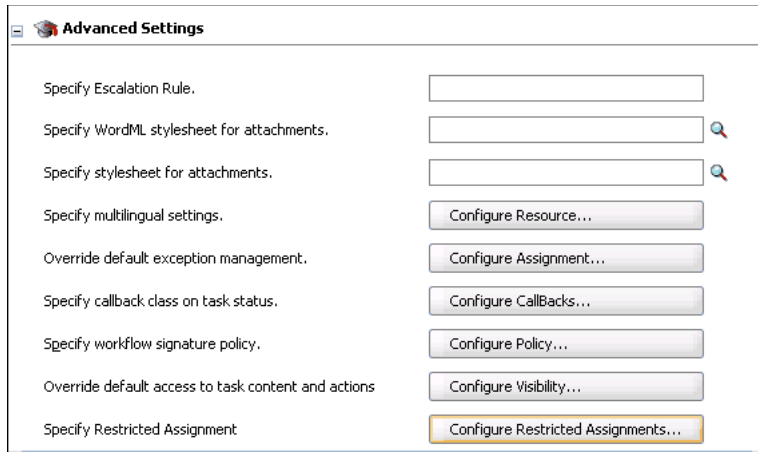 Advanced Settings
Specify Escalation Rule.
Specify WordML stylesheet for attachments.
Specify stylesheet for attachments.
Specify multilingual settings. Configure Resource...
Override default exception management. Configure Assignment...
Specify callback class on task status. Configure CallBacks...
Specify workflow signature policy. Configure Policy...
Override default access to task content and actions Configure Visibility...
Specify Restricted Assignment Configure Restricted Assignments...